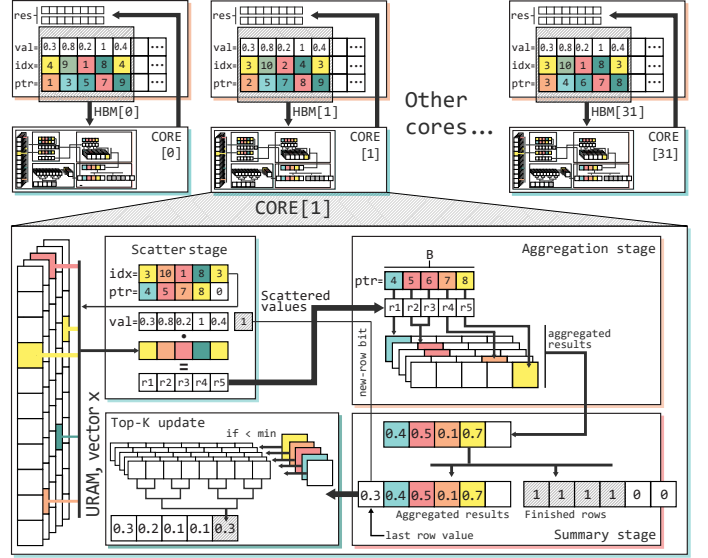 res
val= 0.3 0.8 0.2 1 0.4 ...
idx= 4 9 1 8 4 ...
ptr= 1 3 5 7 9 ...
HBM[0]
CORE
[0]
res
val= 0.3 0.8 0.2 1 0.4 ...
idx= 3 10 2 4 3 ...
ptr= 2 5 7 8 9 ...
HBM[1]
CORE
[1]
Other
cores...
res
val= 0.3 0.8 0.2 1 0.4 ...
idx= 3 10 1 8 3 ...
ptr= 3 4 6 7 8 ...
HBM[31]
CORE
[31]
CORE[1]
URAM, vector x
Scatter stage
idx= 3 10 1 8 3
ptr= 4 5 7 8 0
val= 0.3 0.8 0.2 1 0.4 1
=
r1 r2 r3 r4 r5
Scattered
values
new-row bit
Aggregation stage
B
ptr= 4 5 6 7 8
r1 r2 r3 r4 r5
aggregated
results
Top-K update
if < min
0.3 0.2 0.1 0.1 0.3
0.4 0.5 0.1 0.7
0.3 0.4 0.5 0.1 0.7
1 1 1 1 0 0
Aggregated results
Finished rows
last row value
Summary stage